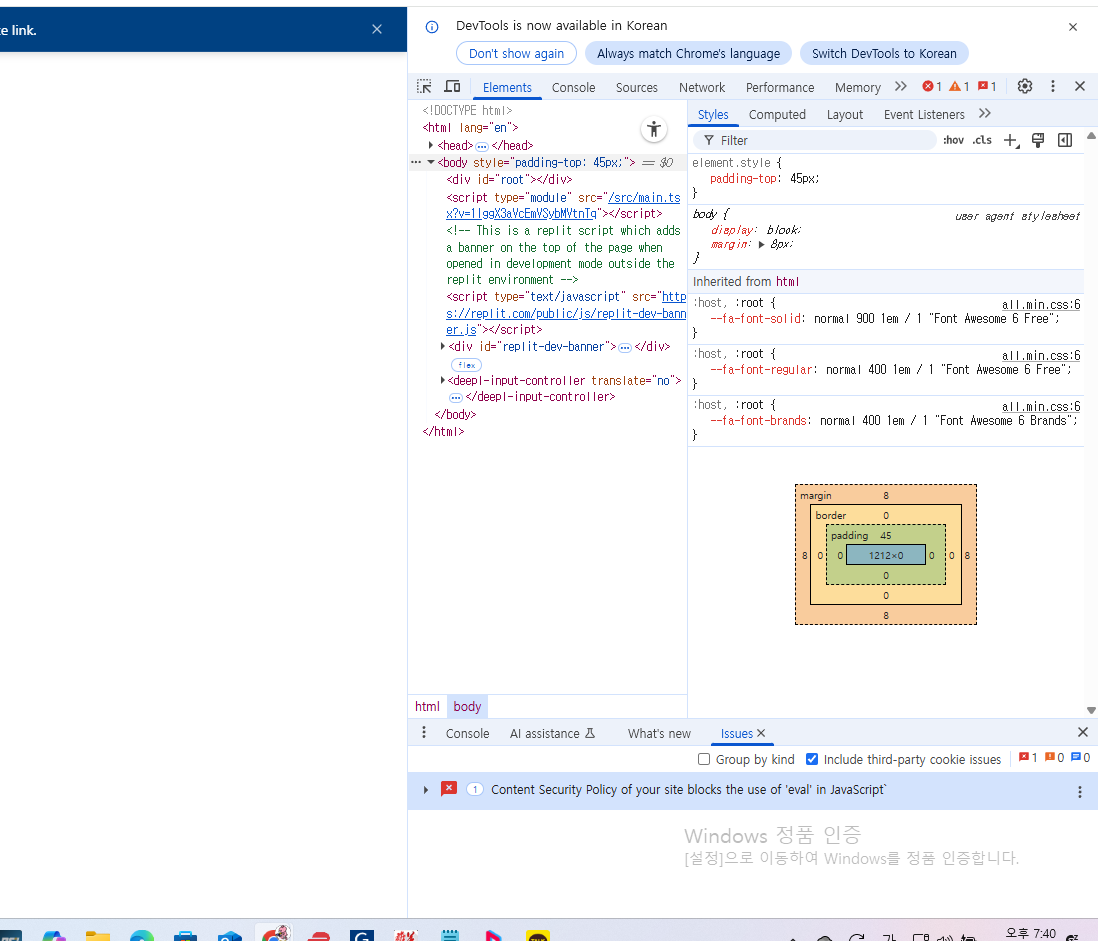 e link.
DevTools is now available in Korean
Don't show again
Always match Chrome's language
Switch DevTools to Korean
Elements
Console
Sources
Network
Performance
Memory
1
1
1
<!DOCTYPE html>
<html lang="en">
<head> </head>
<body style="padding-top: 45px;"> == $0
<div id="root"></div>
<script type="module" src="/src/main.ts
x?v=1IggX3aVcEmVSybMVtnTq"></script>
<!-- This is a replit script which adds
a banner on the top of the page when
opened in development mode outside the
replit environment -->
<script type="text/javascript" src="http
s://replit.com/public/js/replit-dev-bann
er.js"></script>
<div id="replit-dev-banner"> </div>
flex
<deepl-input-controller translate="no">
</deepl-input-controller>
</body>
</html>
html
body
Styles
Computed
Layout
Event Listeners
Filter
:hov
.cls
element.style {
padding-top: 45px;
}
body {
user agent stylesheet
display: block;
margin: 8px;
}
Inherited from html
:host, :root {
all.min.css:6
--fa-font-solid: normal 900 1em / 1 "Font Awesome 6 Free";
}
:host, :root {
all.min.css:6
--fa-font-regular: normal 400 1em / 1 "Font Awesome 6 Free";
}
:host, :root {
all.min.css:6
--fa-font-brands: normal 400 1em / 1 "Font Awesome 6 Brands";
}
margin 8
border 0
padding 45
8 0 0 1212×0 0 0 8
0
0
8
Console
AI assistance
What's new
Issues
Group by kind
Include third-party cookie issues
1
0
0
1 Content Security Policy of your site blocks the use of 'eval' in JavaScript`
Windows 정품 인증
[설정]으로 이동하여 Windows를 정품 인증합니다.
오후 7:40